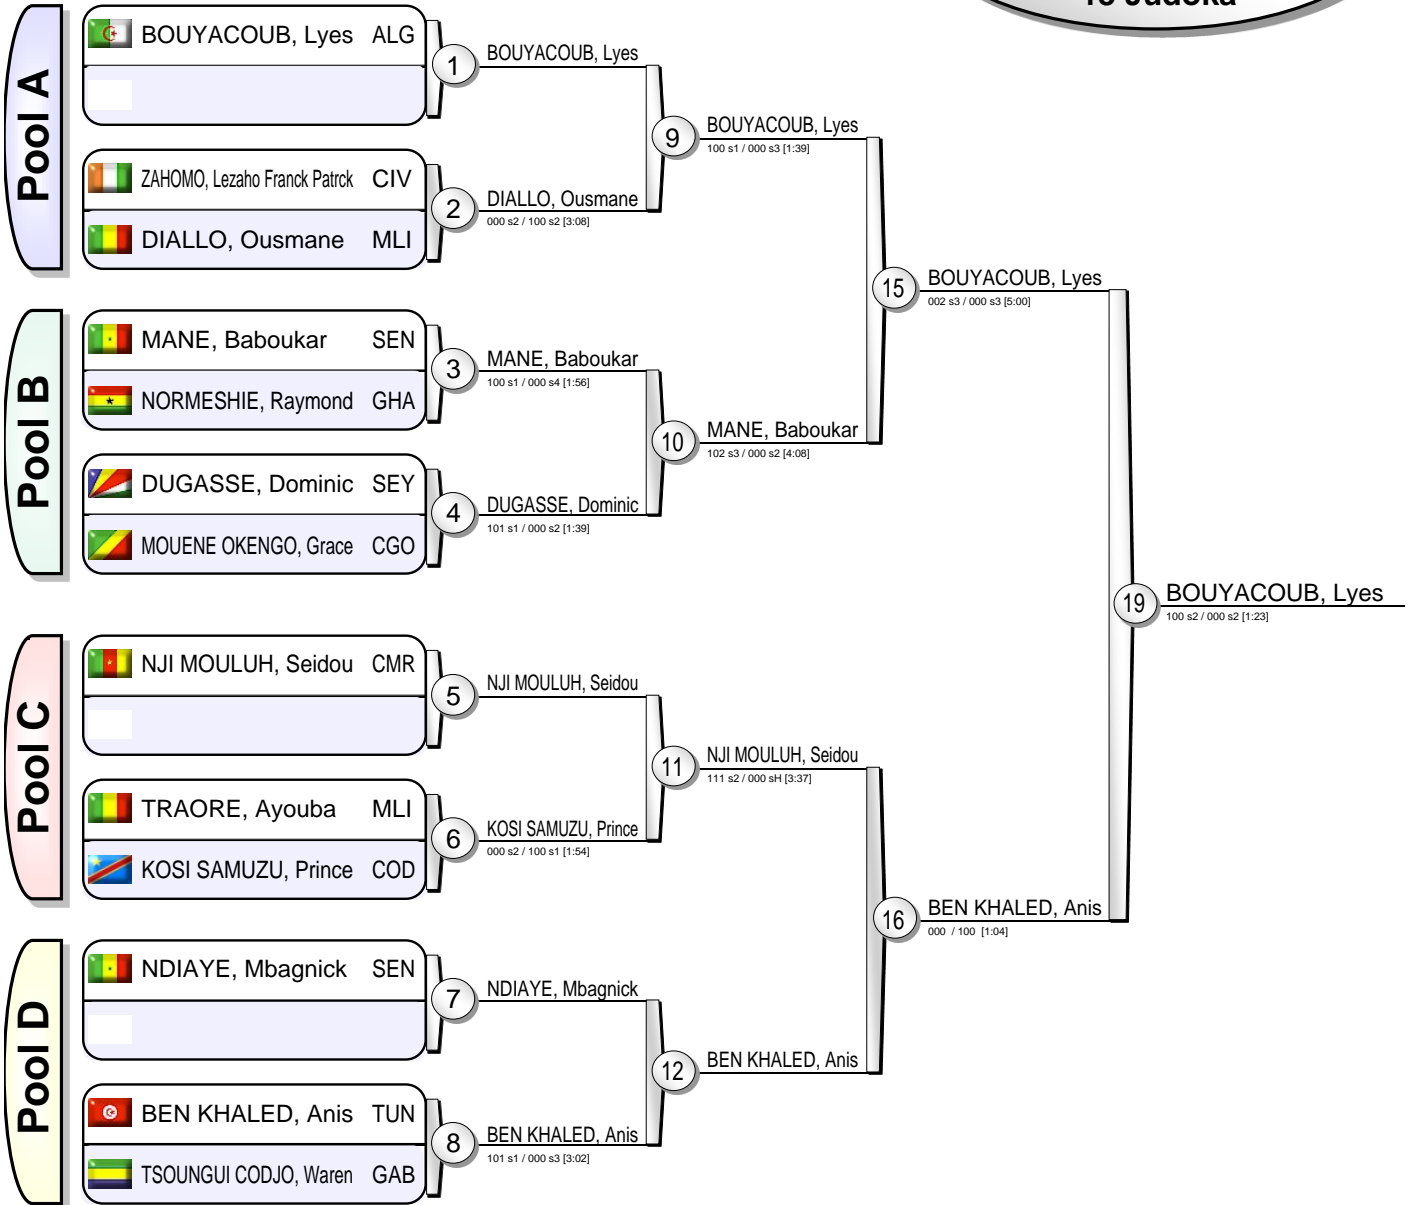 Pool A
BOUYACOUB, Lyes ALG
ZAHOMO, Lezaho Franck Patrck CIV
DIALLO, Ousmane MLI
1
BOUYACOUB, Lyes
2
DIALLO, Ousmane
000 s2 / 100 s2 [3:08]
9
BOUYACOUB, Lyes
100 s1 / 000 s3 [1:39]
Pool B
MANE, Baboukar SEN
NORMESHIE, Raymond GHA
DUGASSE, Dominic SEY
MOUENE OKENGO, Grace CGO
3
MANE, Baboukar
100 s1 / 000 s4 [1:56]
4
DUGASSE, Dominic
101 s1 / 000 s2 [1:39]
10
MANE, Baboukar
102 s3 / 000 s2 [4:08]
15
BOUYACOUB, Lyes
002 s3 / 000 s3 [5:00]
Pool C
NJI MOULUH, Seidou CMR
TRAORE, Ayouba MLI
KOSI SAMUZU, Prince COD
5
NJI MOULUH, Seidou
6
KOSI SAMUZU, Prince
000 s2 / 100 s1 [1:54]
11
NJI MOULUH, Seidou
111 s2 / 000 sH [3:37]
Pool D
NDIAYE, Mbagnick SEN
BEN KHALED, Anis TUN
TSOUNGUI CODJO, Waren GAB
7
NDIAYE, Mbagnick
8
BEN KHALED, Anis
101 s1 / 000 s3 [3:02]
12
BEN KHALED, Anis
16
BEN KHALED, Anis
000 / 100 [1:04]
19
BOUYACOUB, Lyes
100 s2 / 000 s2 [1:23]
Judoka